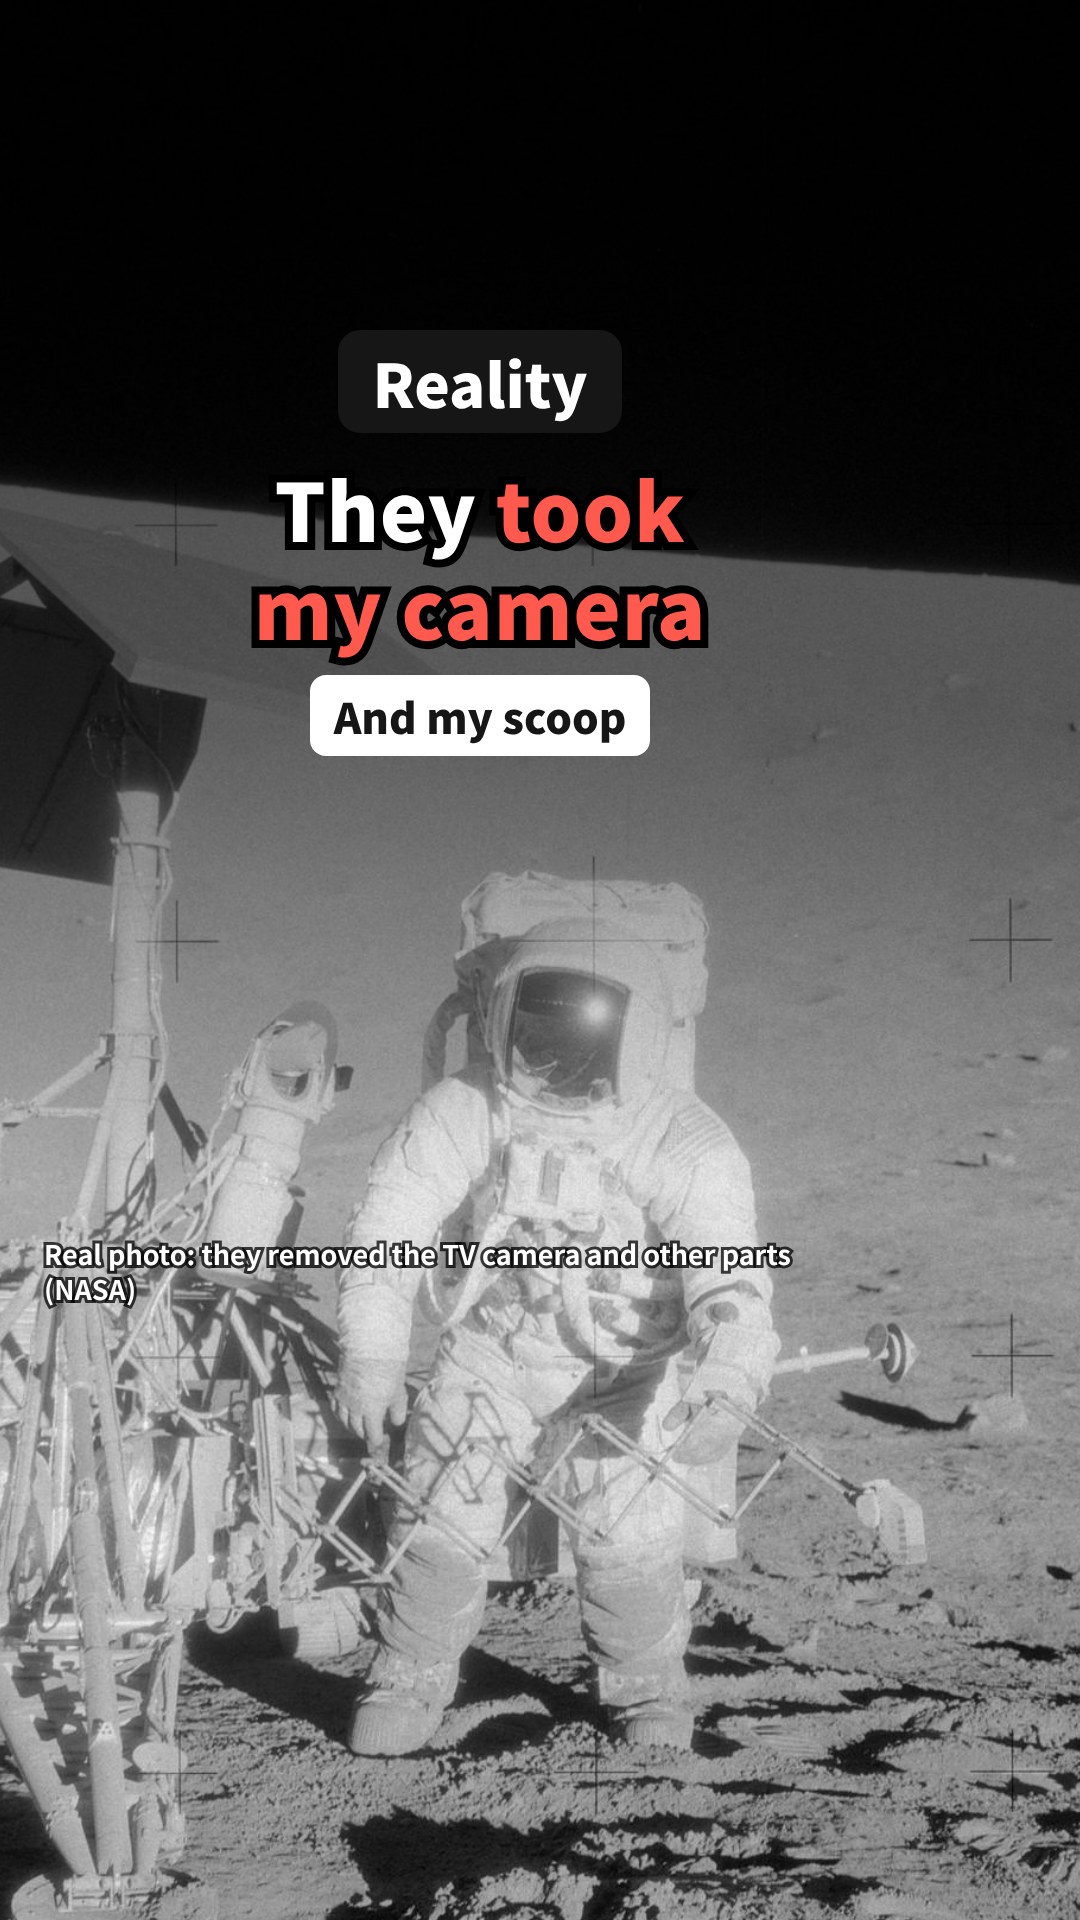 Reality
They took
my camera
And my scoop
Real photo: they removed the TV camera and other parts
(NASA)